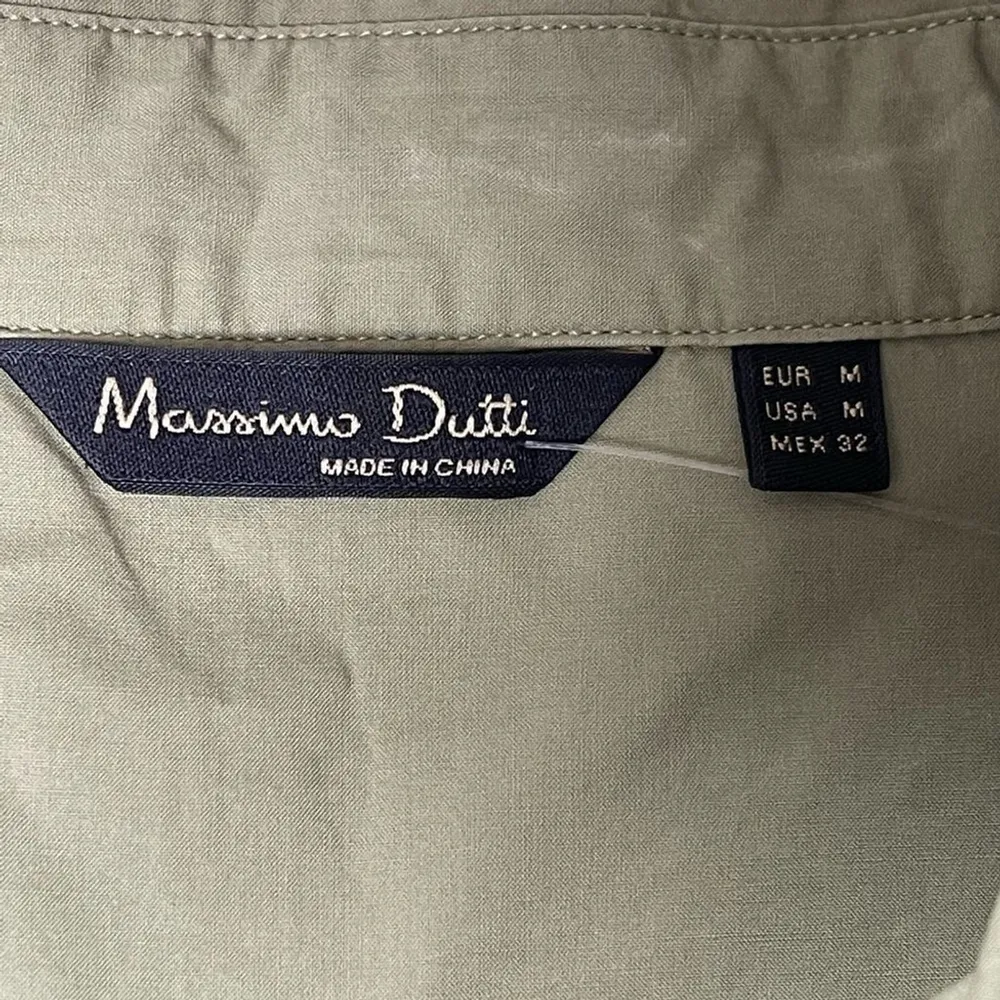 Massimo Dutti
MADE IN CHINA
EUR M
USA M
MEX 32